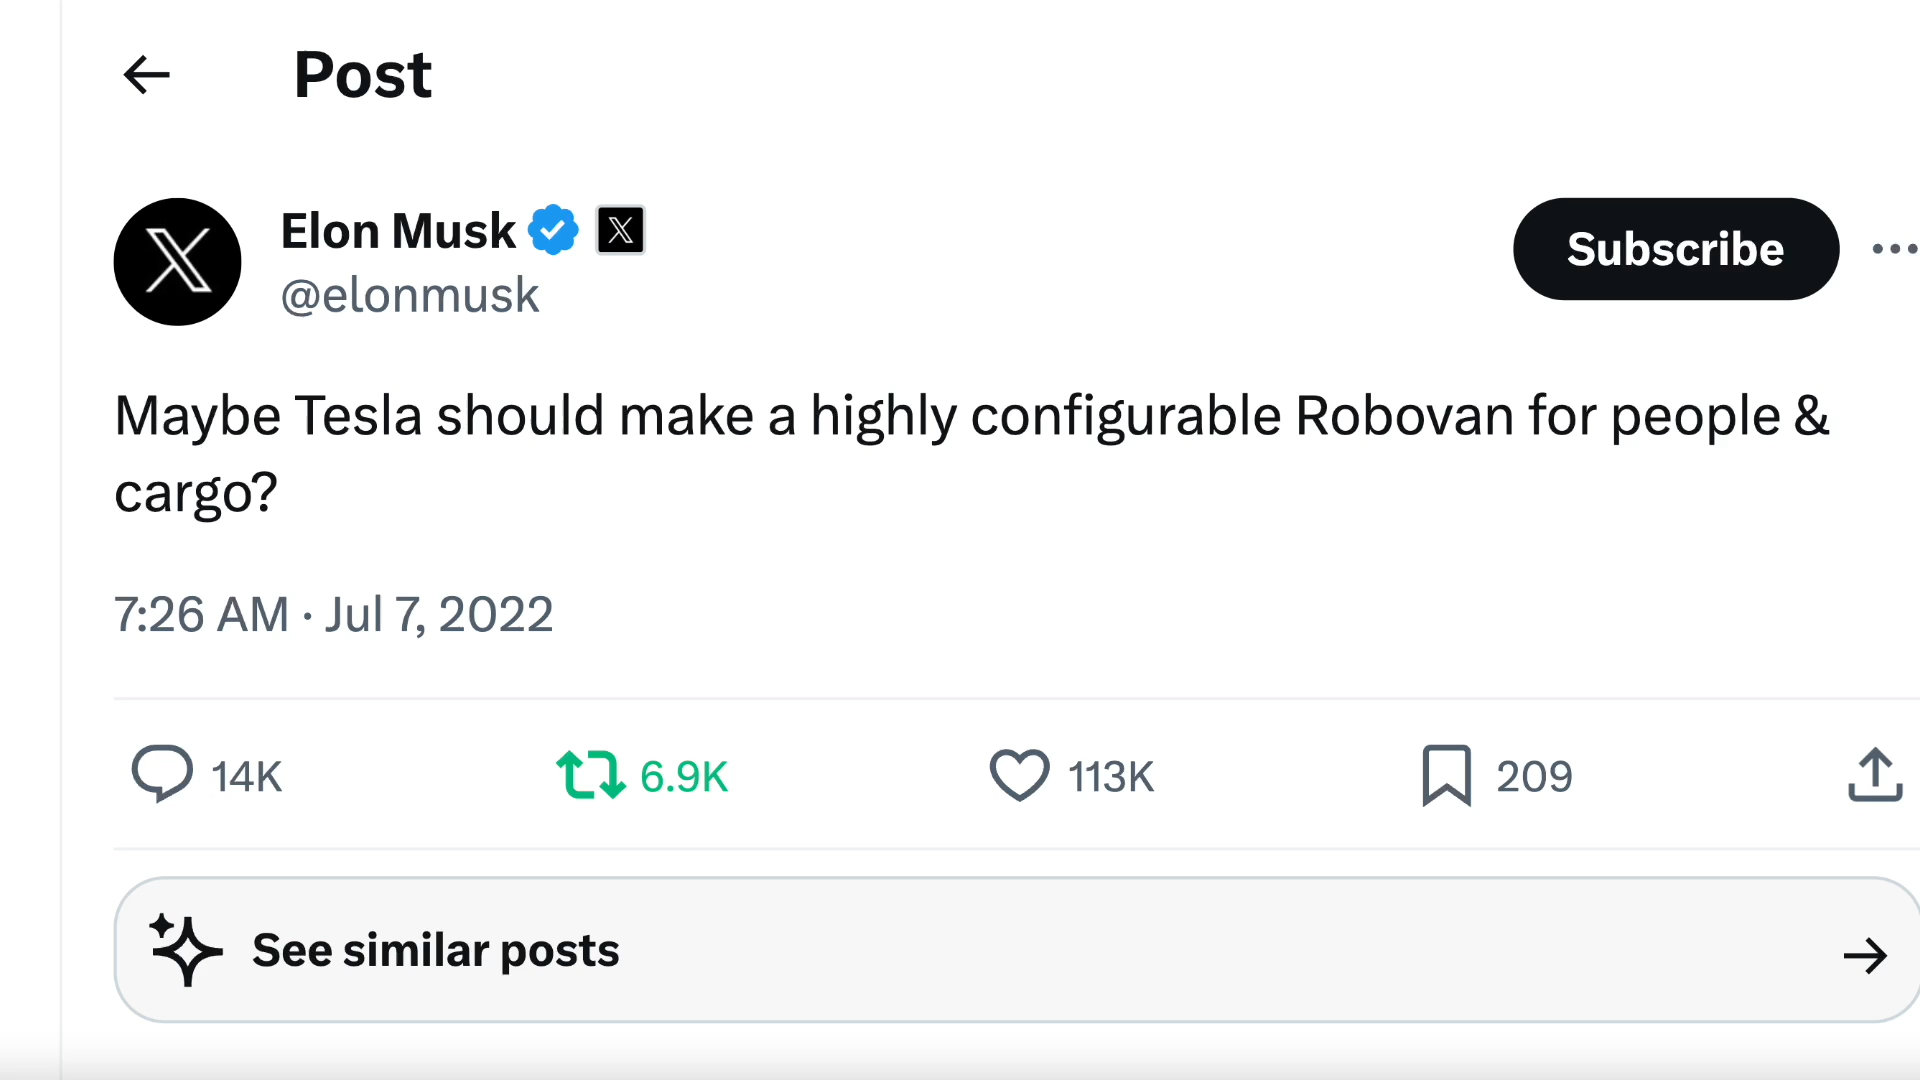 Post
Elon Musk
@elonmusk
Subscribe
Maybe Tesla should make a highly configurable Robovan for people &
cargo?
7:26 AM · Jul 7, 2022
14K 6.9K 113K 209
See similar posts